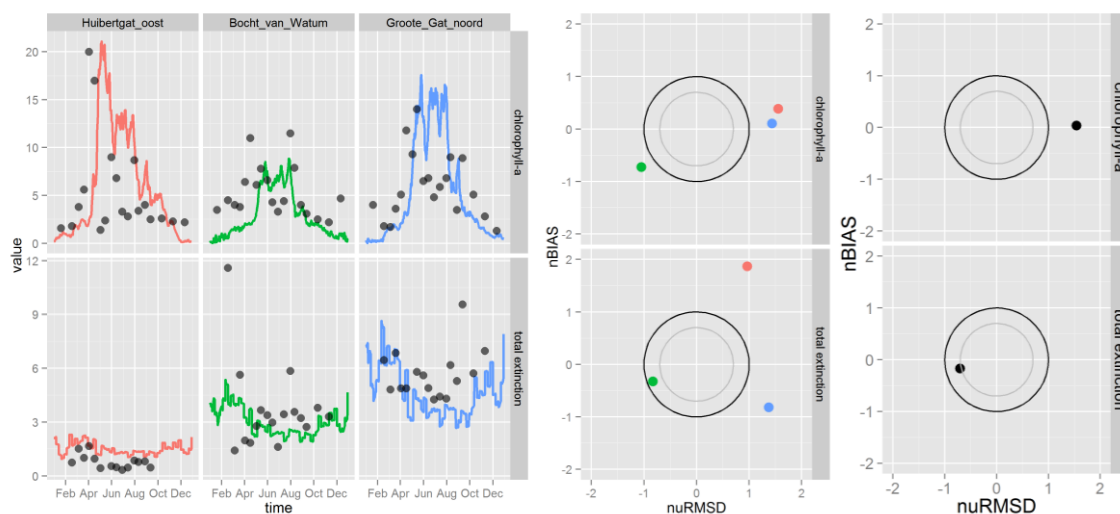 Huibertgat_oost Bocht_van_Watum Groote_Gat_noord
20
15
10
5
0
chlorophyll-a
value
12
9
6
3
0
total extinction
Feb Apr Jun Aug Oct Dec Feb Apr Jun Aug Oct Dec Feb Apr Jun Aug Oct Dec
time
2
1
0
-1
-2
chlorophyll-a
nBIAS
2
1
0
-1
-2
total extinction
-2 -1 0 1 2
nuRMSD
2
1
0
-1
-2
chlorophyll-a
nBIAS
2
1
0
-1
-2
total extinction
-2 -1 0 1 2
nuRMSD